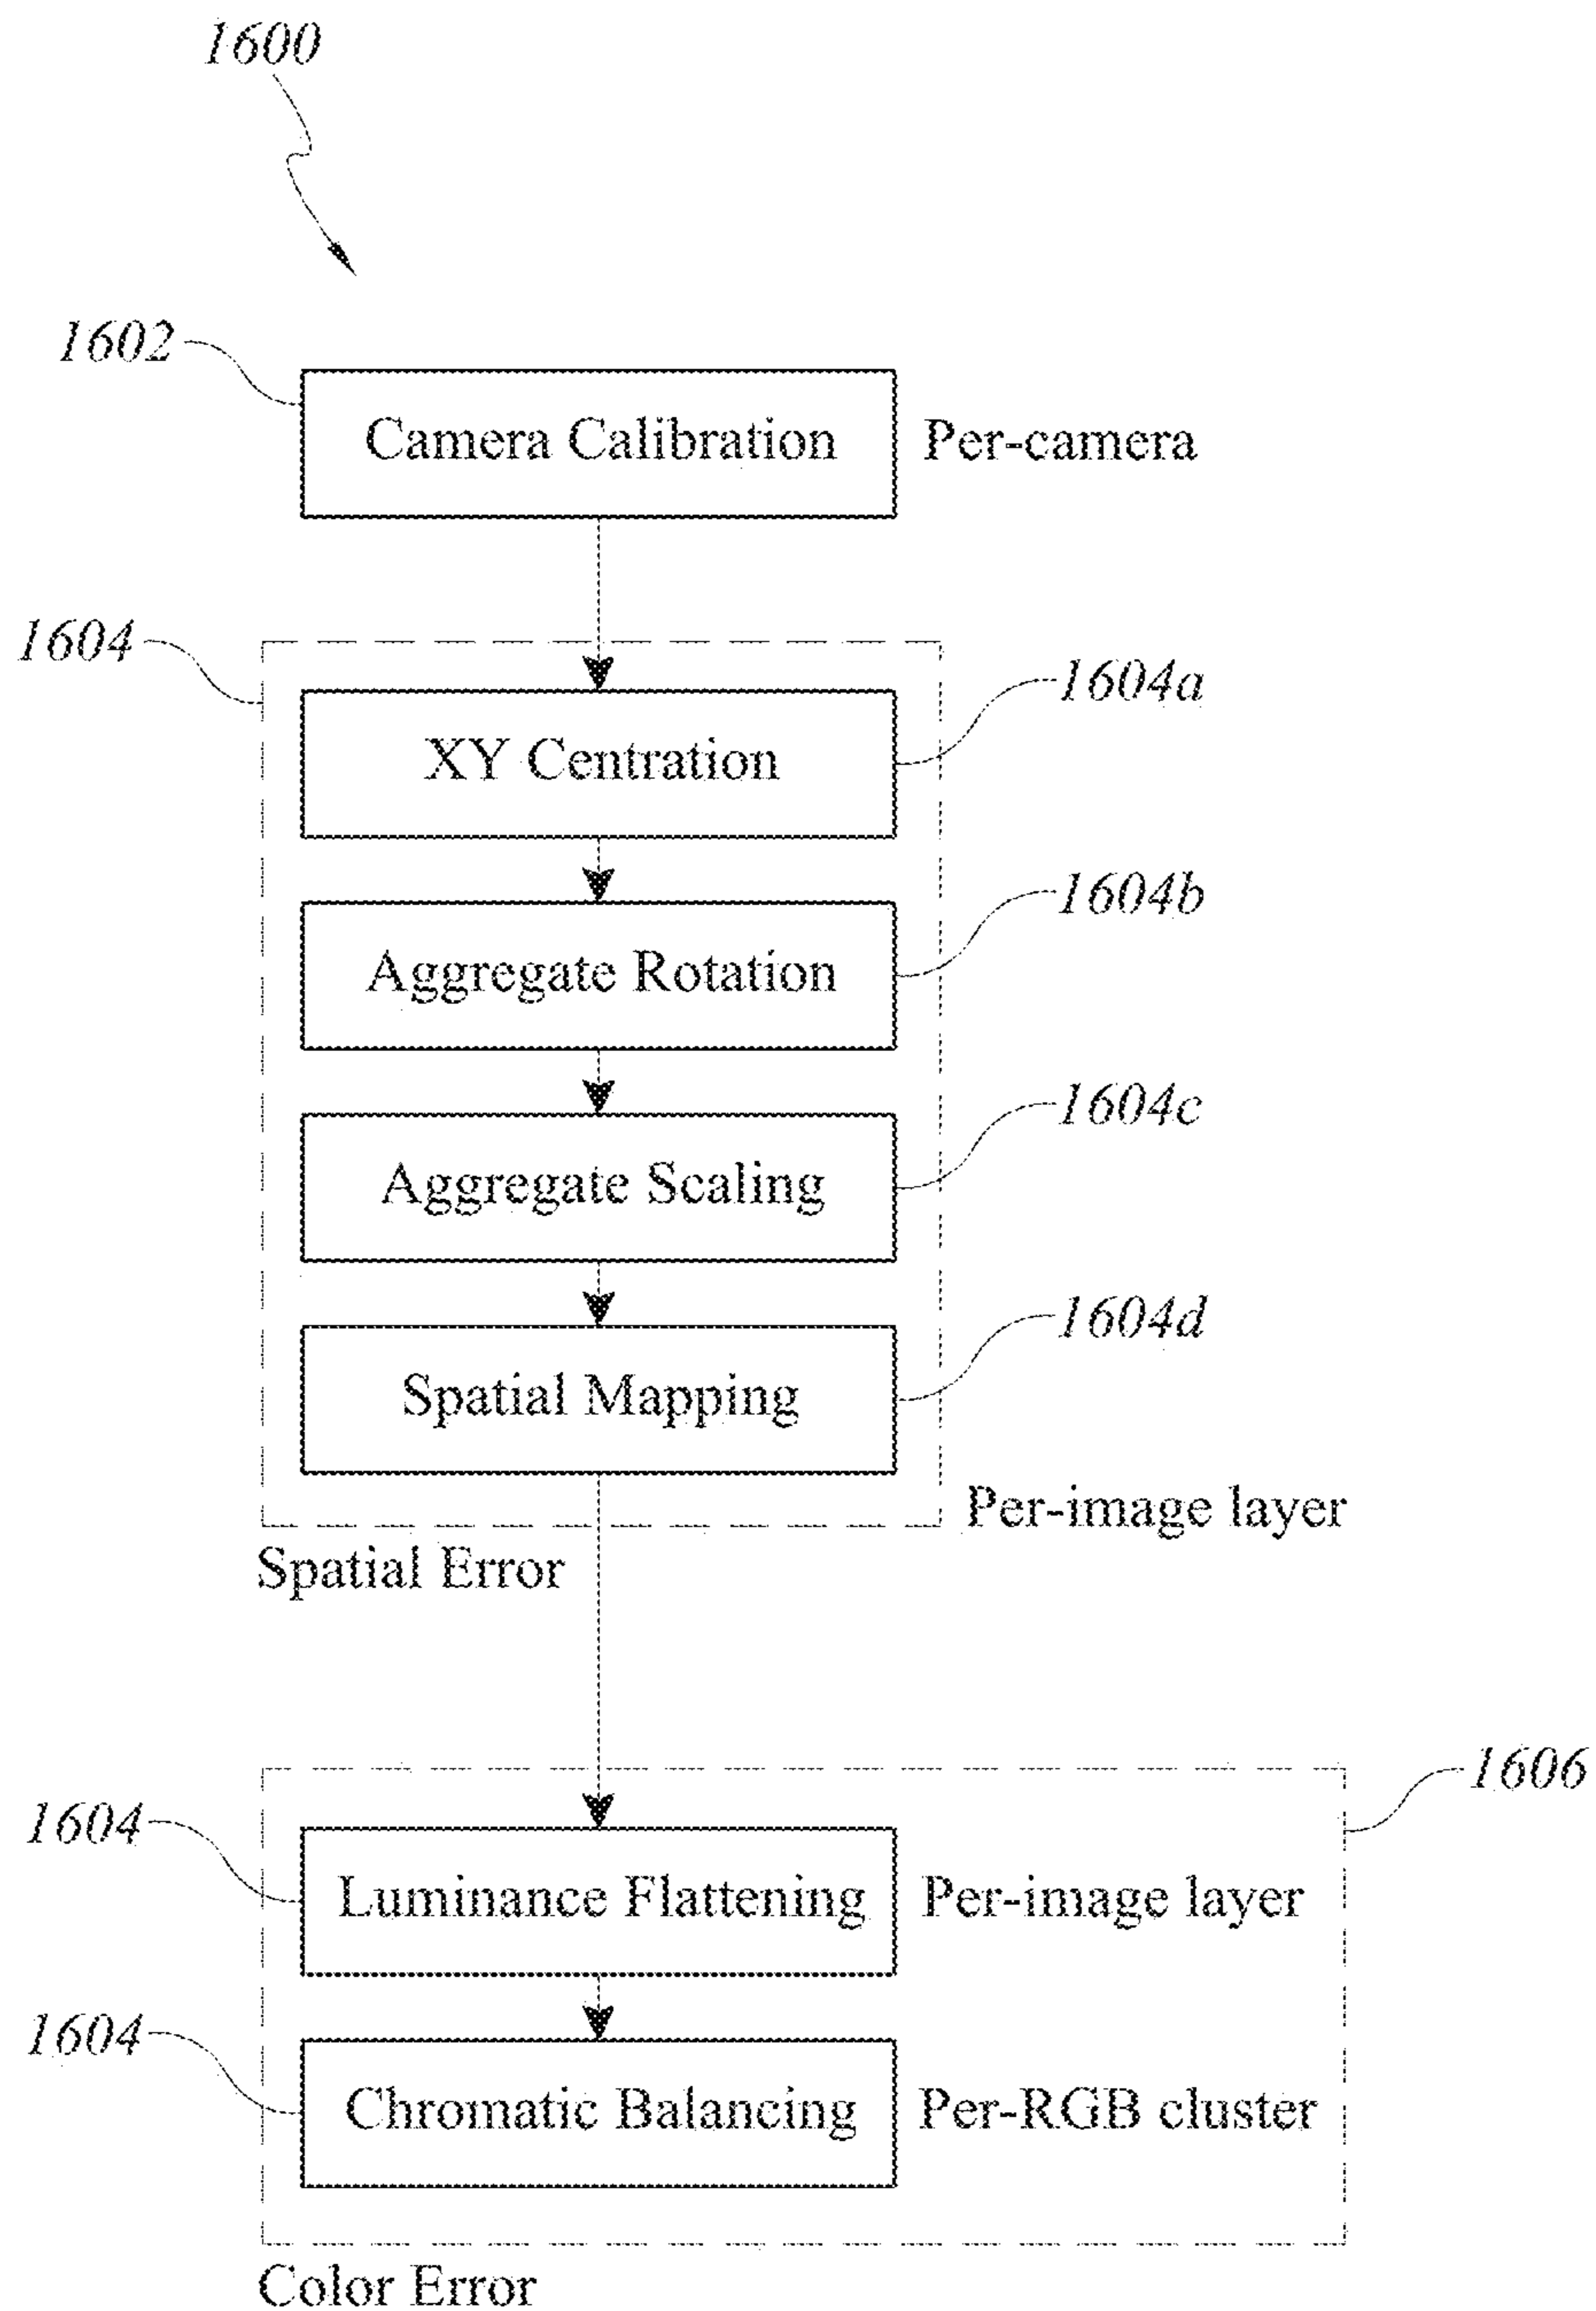 1600
1602
Camera Calibration
Per-camera
1604
1604a
XY Centration
1604b
Aggregate Rotation
1604c
Aggregate Scaling
1604d
Spatial Mapping
Per-image layer
Spatial Error
1606
1604
Luminance Flattening
Per-image layer
1604
Chromatic Balancing
Per-RGB cluster
Color Error